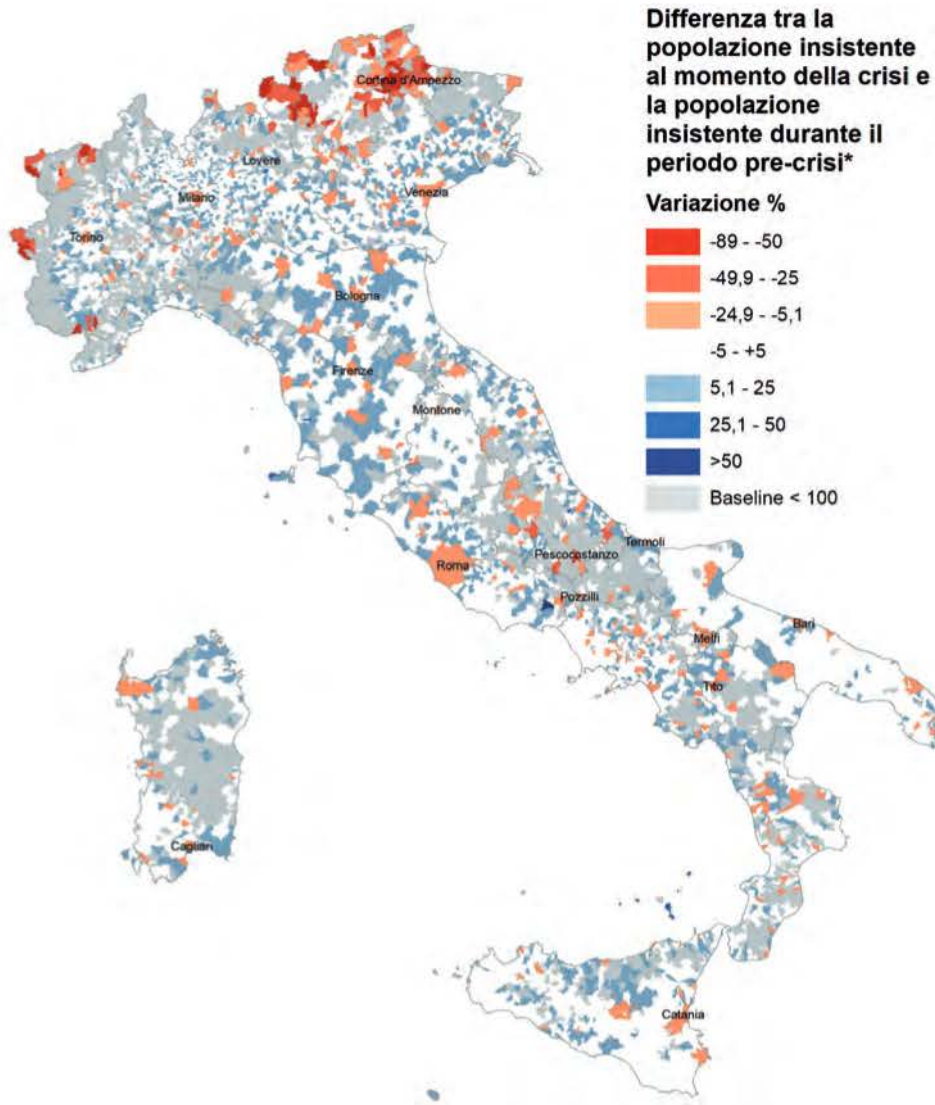 Differenza tra la
popolazione insistente
al momento della crisi e
la popolazione
insistente durante il
periodo pre-crisi*
Variazione %
-89 - -50
-49,9 - -25
-24,9 - -5,1
-5 - +5
5,1 - 25
25,1 - 50
>50
Baseline < 100
Cortina d'Ampezzo
Lovere
Milano
Venezia
Torino
Bologna
Firenze
Montone
Termoli
Pescocostanzo
Roma
Pozzilli
Bari
Melfi
Tito
Cagliari
Catania